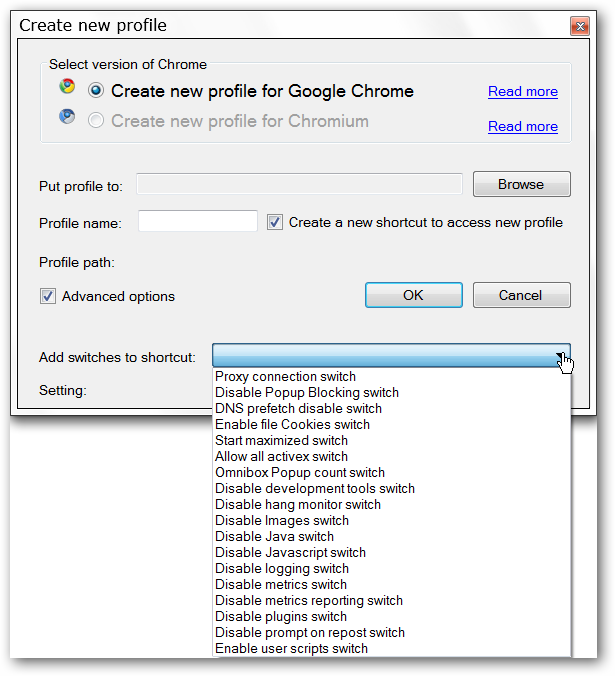 Create new profile
Select version of Chrome
Create new profile for Google Chrome Read more
Create new profile for Chromium Read more
Put profile to: Browse
Profile name: Create a new shortcut to access new profile
Profile path:
Advanced options OK Cancel
Add switches to shortcut:
Setting:
Proxy connection switch
Disable Popup Blocking switch
DNS prefetch disable switch
Enable file Cookies switch
Start maximized switch
Allow all activex switch
Omnibox Popup count switch
Disable development tools switch
Disable hang monitor switch
Disable Images switch
Disable Java switch
Disable Javascript switch
Disable logging switch
Disable metrics switch
Disable metrics reporting switch
Disable plugins switch
Disable prompt on repost switch
Enable user scripts switch